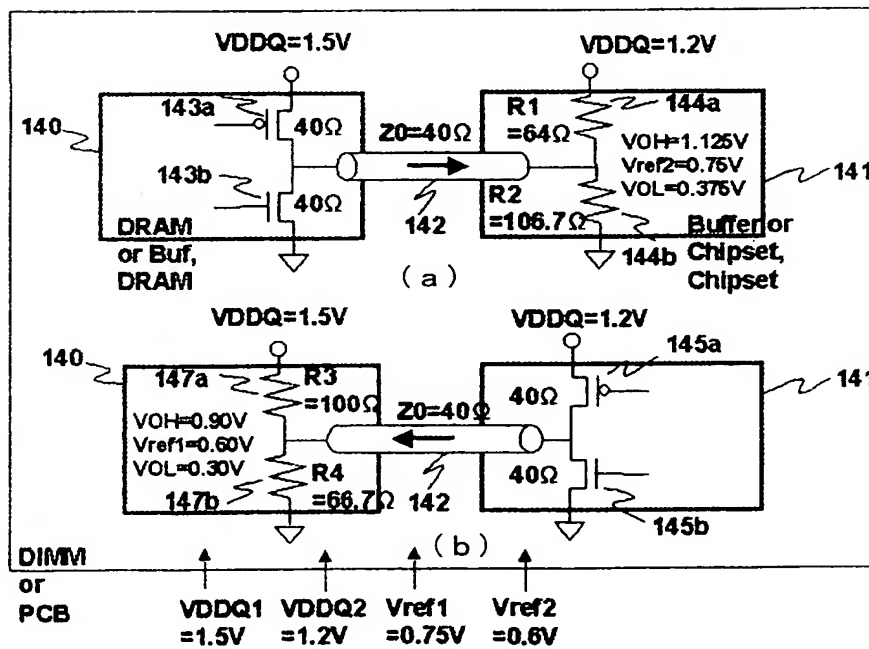 VDDQ=1.5V
VDDQ=1.2V
143a
140
40Ω
Z0=40Ω
R1
=64Ω
144a
VOH=1.125V
Vref2=0.75V
VOL=0.375V
141
143b
40Ω
142
R2
=106.7Ω
144b
DRAM
or Buf,
DRAM
Buffer or
Chipset,
Chipset
(a)
VDDQ=1.5V
VDDQ=1.2V
140
147a
R3
=100Ω
Z0=40Ω
145a
141
40Ω
VOH=0.90V
Vref1=0.60V
VOL=0.30V
147b
R4
=66.7Ω
142
40Ω
145b
(b)
DIMM
or
PCB
VDDQ1
=1.5V
VDDQ2
=1.2V
Vref1
=0.75V
Vref2
=0.6V